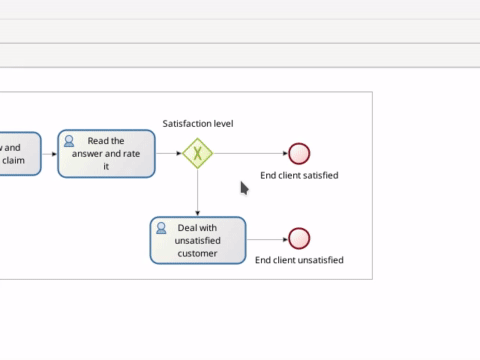 Satisfaction level
Read the
answer and rate
it
and
claim
End client satisfied
Deal with
unsatisfied
customer
End client unsatisfied